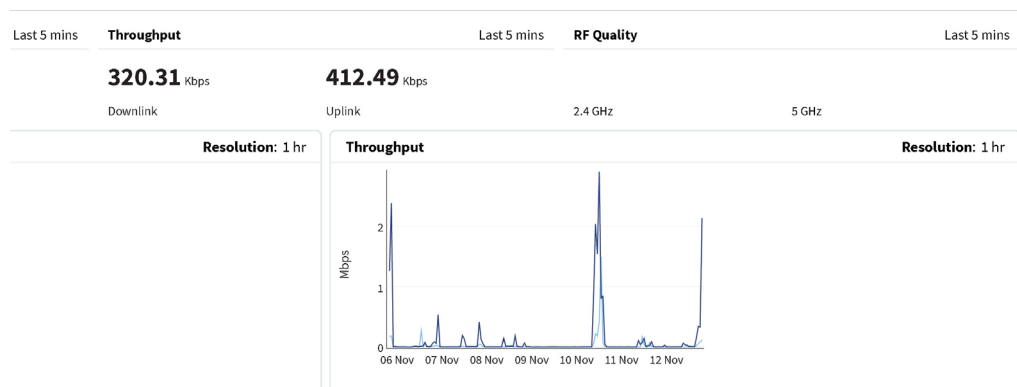 Last 5 mins
Throughput
Last 5 mins
RF Quality
Last 5 mins
320.31 Kbps
412.49 Kbps
Downlink
Uplink
2.4 GHz
5 GHz
Resolution: 1 hr
Throughput
Resolution: 1 hr
Mbps
2
1
0
06 Nov 07 Nov 08 Nov 09 Nov 10 Nov 11 Nov 12 Nov